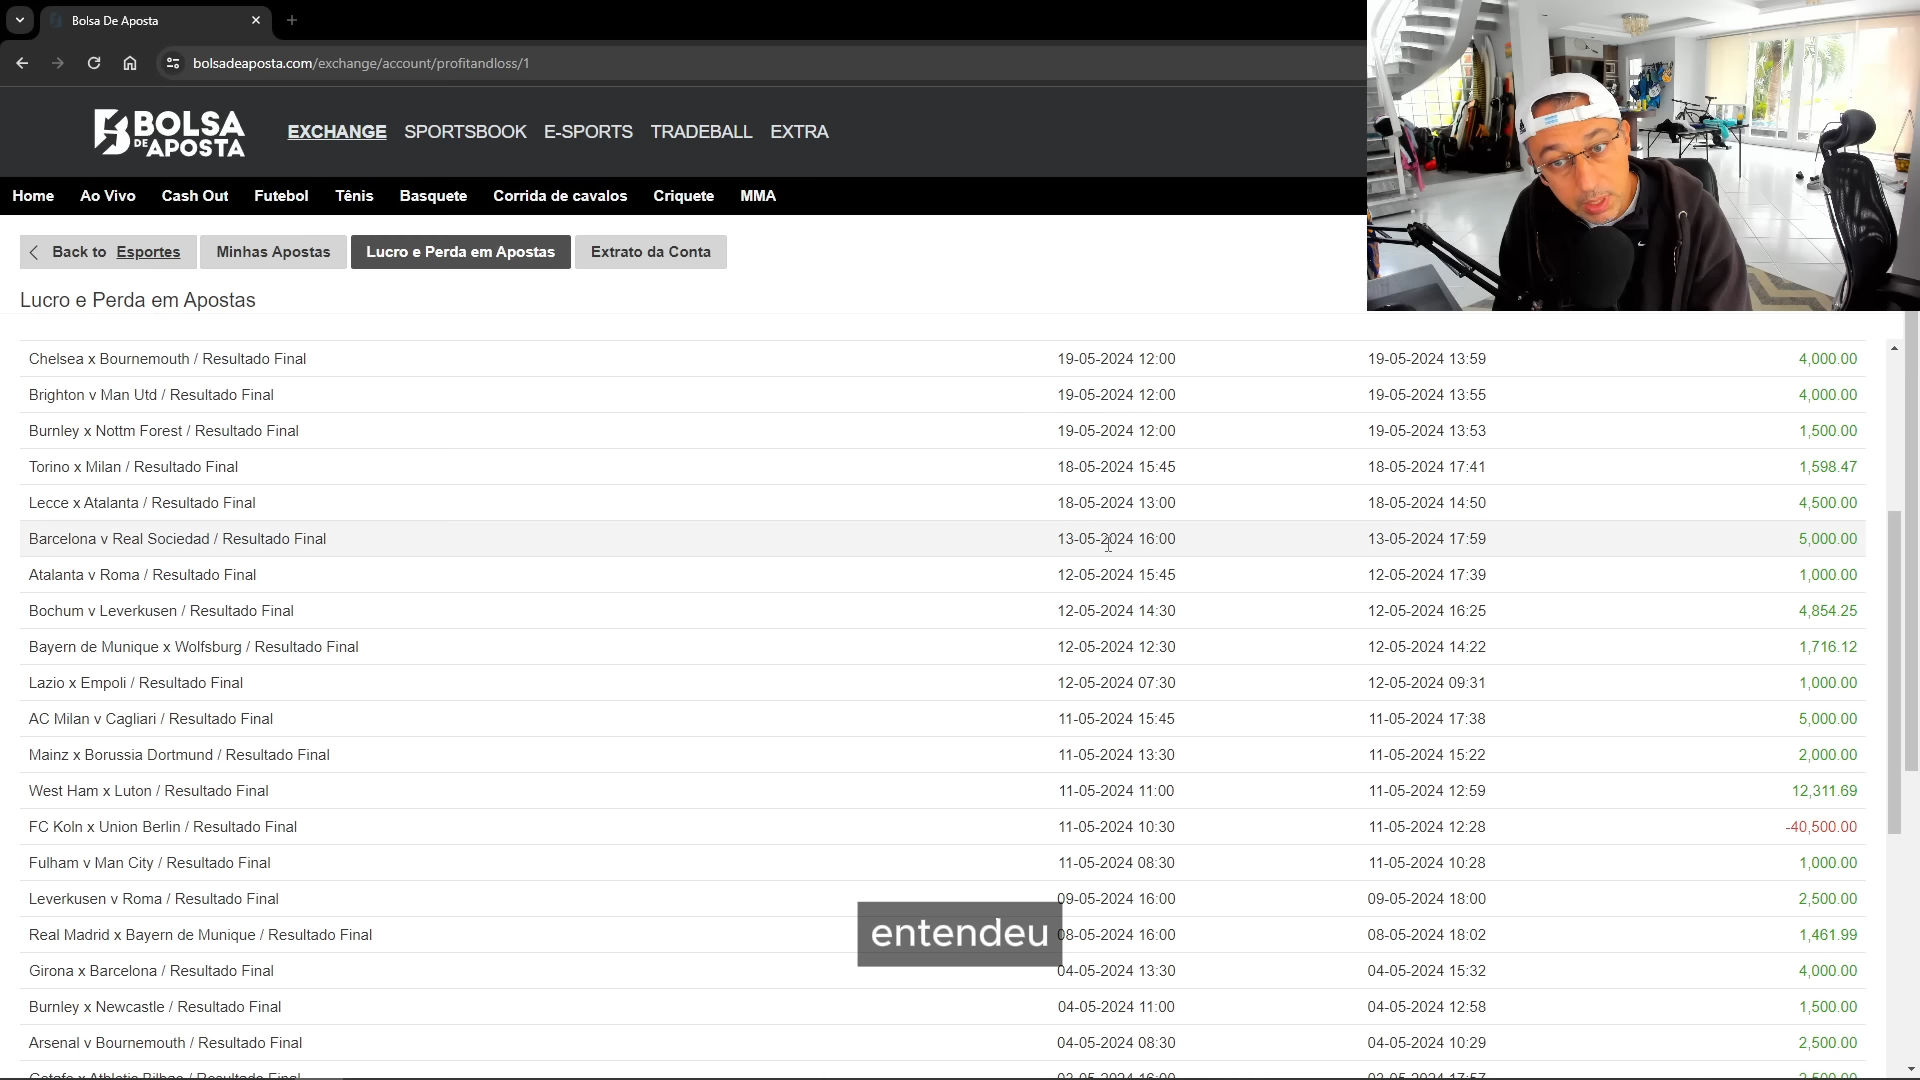 Bolsa De Aposta
bolsadeaposta.com/exchange/account/profitandloss/1
BOLSA DE APOSTA
EXCHANGE SPORTSBOOK E-SPORTS TRADEBALL EXTRA
Home Ao Vivo Cash Out Futebol Tênis Basquete Corrida de cavalos Criquete MMA
Back to Esportes Minhas Apostas Lucro e Perda em Apostas Extrato da Conta
Lucro e Perda em Apostas
Chelsea x Bournemouth / Resultado Final 19-05-2024 12:00 19-05-2024 13:59 4,000.00
Brighton v Man Utd / Resultado Final 19-05-2024 12:00 19-05-2024 13:55 4,000.00
Burnley x Nottm Forest / Resultado Final 19-05-2024 12:00 19-05-2024 13:53 1,500.00
Torino x Milan / Resultado Final 18-05-2024 15:45 18-05-2024 17:41 1,598.47
Lecce x Atalanta / Resultado Final 18-05-2024 13:00 18-05-2024 14:50 4,500.00
Barcelona v Real Sociedad / Resultado Final 13-05-2024 16:00 13-05-2024 17:59 5,000.00
Atalanta v Roma / Resultado Final 12-05-2024 15:45 12-05-2024 17:39 1,000.00
Bochum v Leverkusen / Resultado Final 12-05-2024 14:30 12-05-2024 16:25 4,854.25
Bayern de Munique x Wolfsburg / Resultado Final 12-05-2024 12:30 12-05-2024 14:22 1,716.12
Lazio x Empoli / Resultado Final 12-05-2024 07:30 12-05-2024 09:31 1,000.00
AC Milan v Cagliari / Resultado Final 11-05-2024 15:45 11-05-2024 17:38 5,000.00
Mainz x Borussia Dortmund / Resultado Final 11-05-2024 13:30 11-05-2024 15:22 2,000.00
West Ham x Luton / Resultado Final 11-05-2024 11:00 11-05-2024 12:59 12,311.69
FC Koln x Union Berlin / Resultado Final 11-05-2024 10:30 11-05-2024 12:28 -40,500.00
Fulham v Man City / Resultado Final 11-05-2024 08:30 11-05-2024 10:28 1,000.00
Leverkusen v Roma / Resultado Final 09-05-2024 16:00 09-05-2024 18:00 2,500.00
entendeu
Real Madrid x Bayern de Munique / Resultado Final 08-05-2024 16:00 08-05-2024 18:02 1,461.99
Girona x Barcelona / Resultado Final 04-05-2024 13:30 04-05-2024 15:32 4,000.00
Burnley x Newcastle / Resultado Final 04-05-2024 11:00 04-05-2024 12:58 1,500.00
Arsenal v Bournemouth / Resultado Final 04-05-2024 08:30 04-05-2024 10:29 2,500.00